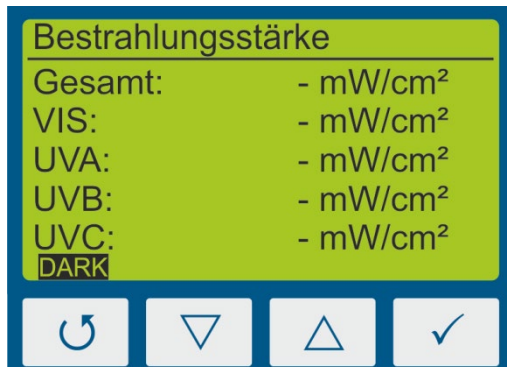 Bestrahlungsstärke
Gesamt: - mW/cm²
VIS: - mW/cm²
UVA: - mW/cm²
UVB: - mW/cm²
UVC: - mW/cm²
DARK